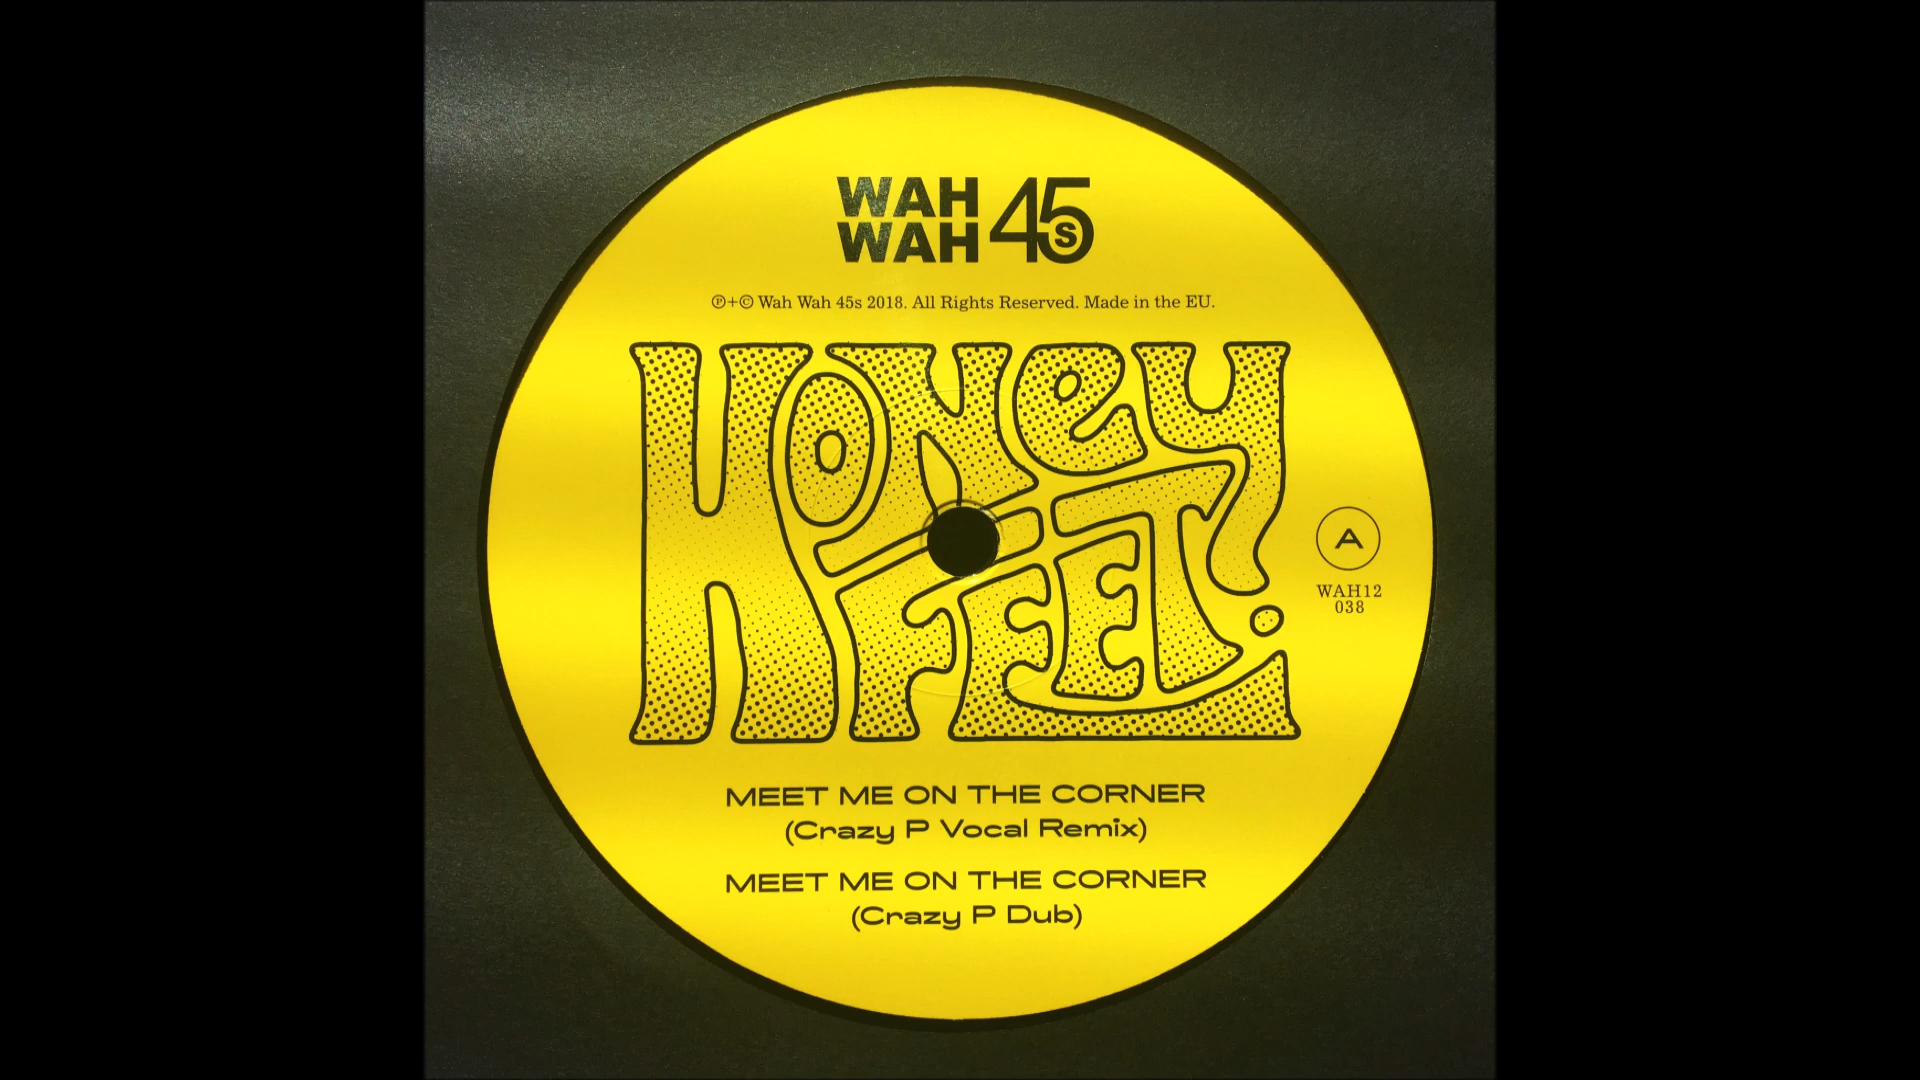 WAH
WAH 45s
℗+© Wah Wah 45s 2018. All Rights Reserved. Made in the EU.
HONey
FEET!
A
WAH12
038
MEET ME ON THE CORNER
(Crazy P Vocal Remix)
MEET ME ON THE CORNER
(Crazy P Dub)